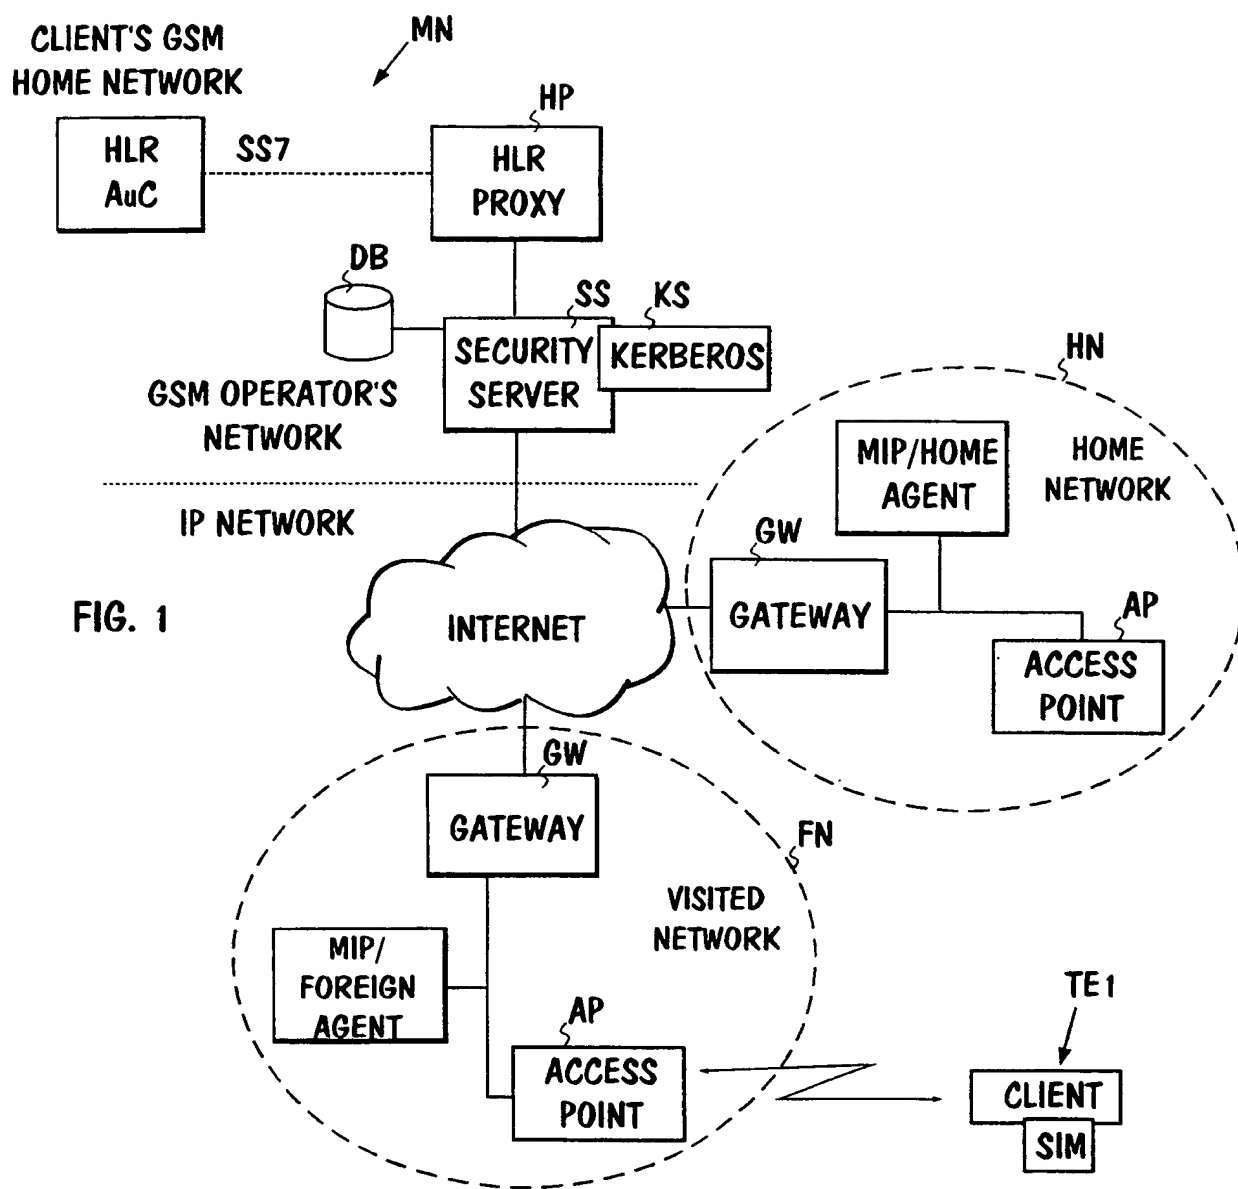 CLIENT'S GSM
HOME NETWORK
MN
HLR
AuC
SS7
HP
HLR
PROXY
DB
SS
KS
SECURITY
SERVER
KERBEROS
GSM OPERATOR'S
NETWORK
IP NETWORK
HN
MIP/HOME
AGENT
HOME
NETWORK
GW
GATEWAY
AP
ACCESS
POINT
FIG. 1
INTERNET
GW
GATEWAY
FN
VISITED
NETWORK
MIP/
FOREIGN
AGENT
AP
ACCESS
POINT
TE1
CLIENT
SIM